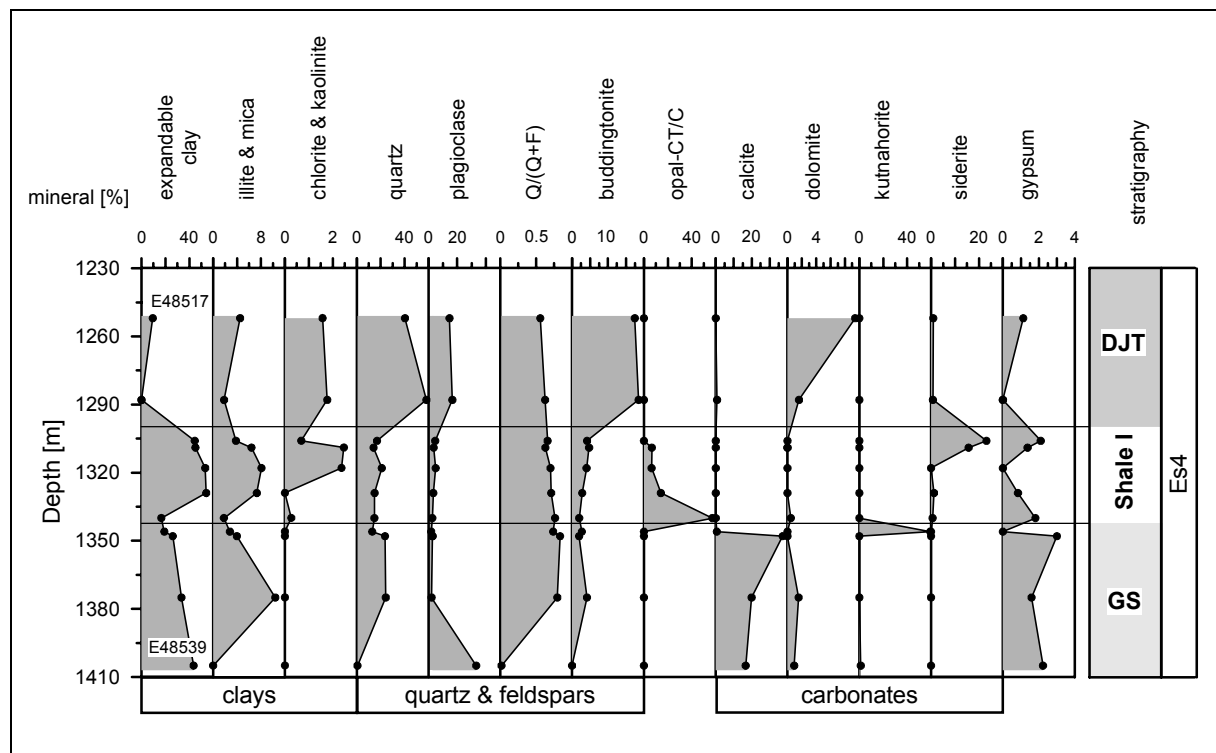 expandable
clay
illite & mica
chlorite & kaolinite
quartz
plagioclase
Q/(Q+F)
buddingtonite
opal-CT/C
calcite
dolomite
kutnahorite
siderite
gypsum
stratigraphy
mineral [%]
0 40 0 8 0 2 0 40 0 20 0 0.5 0 10 0 40 0 20 0 4 0 40 0 20 0 2 4
Depth [m]
1230
1260
1290
1320
1350
1380
1410
E48517
E48539
DJT
Shale I
GS
Es4
clays
quartz & feldspars
carbonates